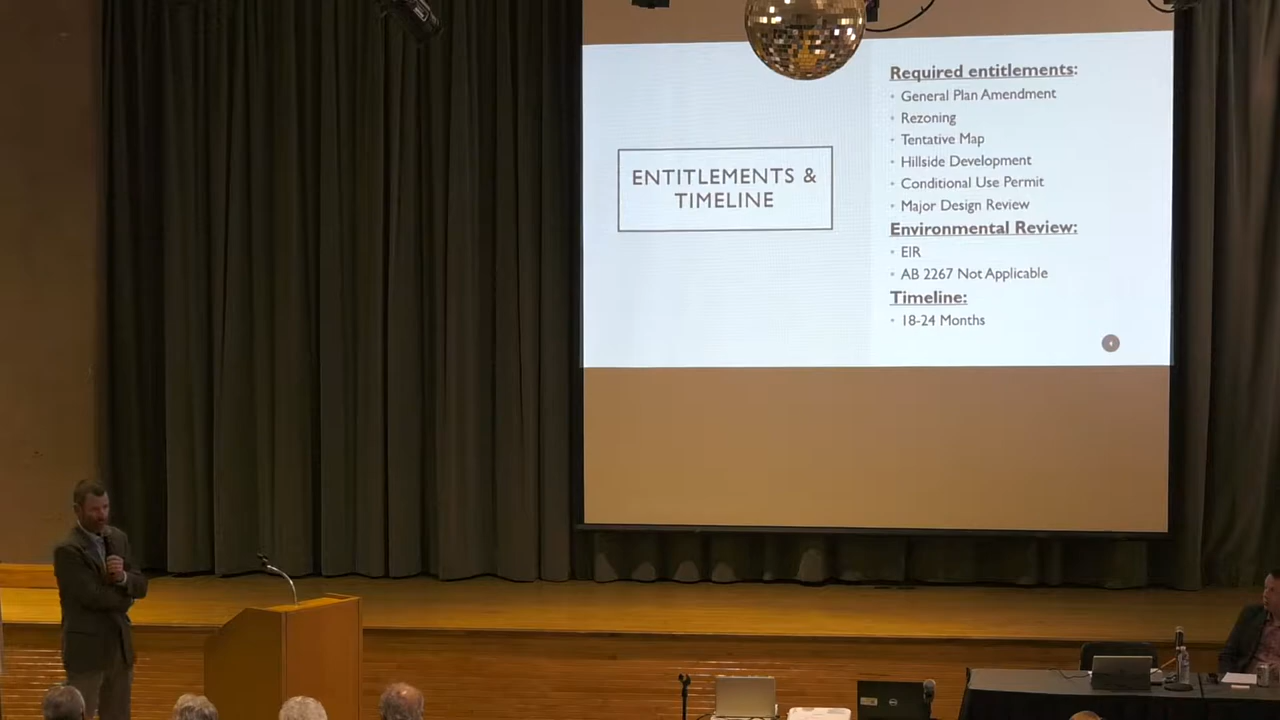 ENTITLEMENTS &
TIMELINE
Required entitlements:
• General Plan Amendment
• Rezoning
• Tentative Map
• Hillside Development
• Conditional Use Permit
• Major Design Review
Environmental Review:
• EIR
• AB 2267 Not Applicable
Timeline:
• 18-24 Months
4